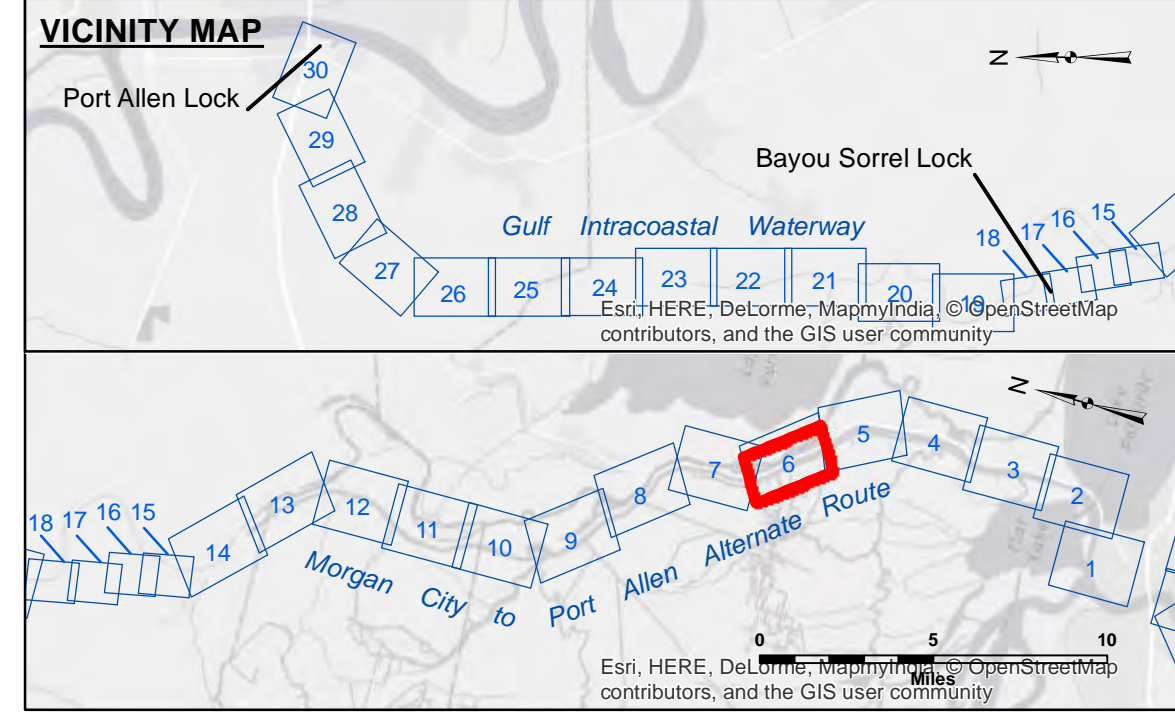 VICINITY MAP
N
Port Allen Lock
30
29
28
27
26
25
24
23
22
21
20
19
18
17
16
15
Gulf Intracoastal Waterway
Bayou Sorrel Lock
Esri, HERE, DeLorme, MapmyIndia, © OpenStreetMap
contributors, and the GIS user community
N
18
17
16
15
14
13
12
11
10
9
8
7
6
5
4
3
2
1
Morgan City to Port Allen Alternate Route
0 5 10
Miles
Esri, HERE, DeLorme, MapmyIndia, © OpenStreetMap
contributors, and the GIS user community